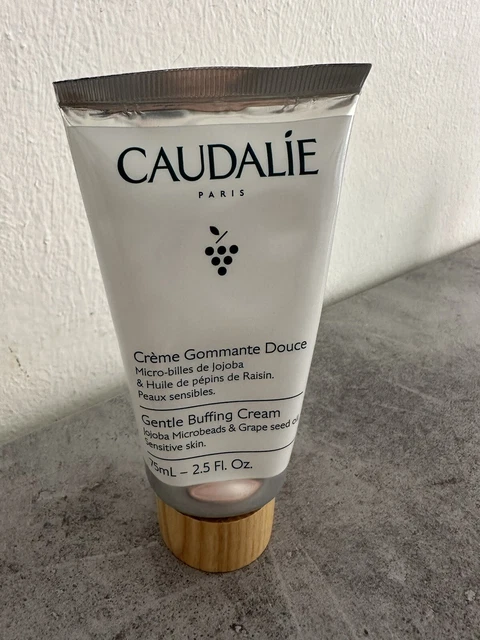 CAUDALÍE
PARIS
Crème Gommante Douce
Micro-billes de Jojoba
& Huile de pépins de Raisin.
Peaux sensibles.
Gentle Buffing Cream
Jojoba Microbeads & Grape seed oil
Sensitive skin.
75mL – 2.5 Fl. Oz.